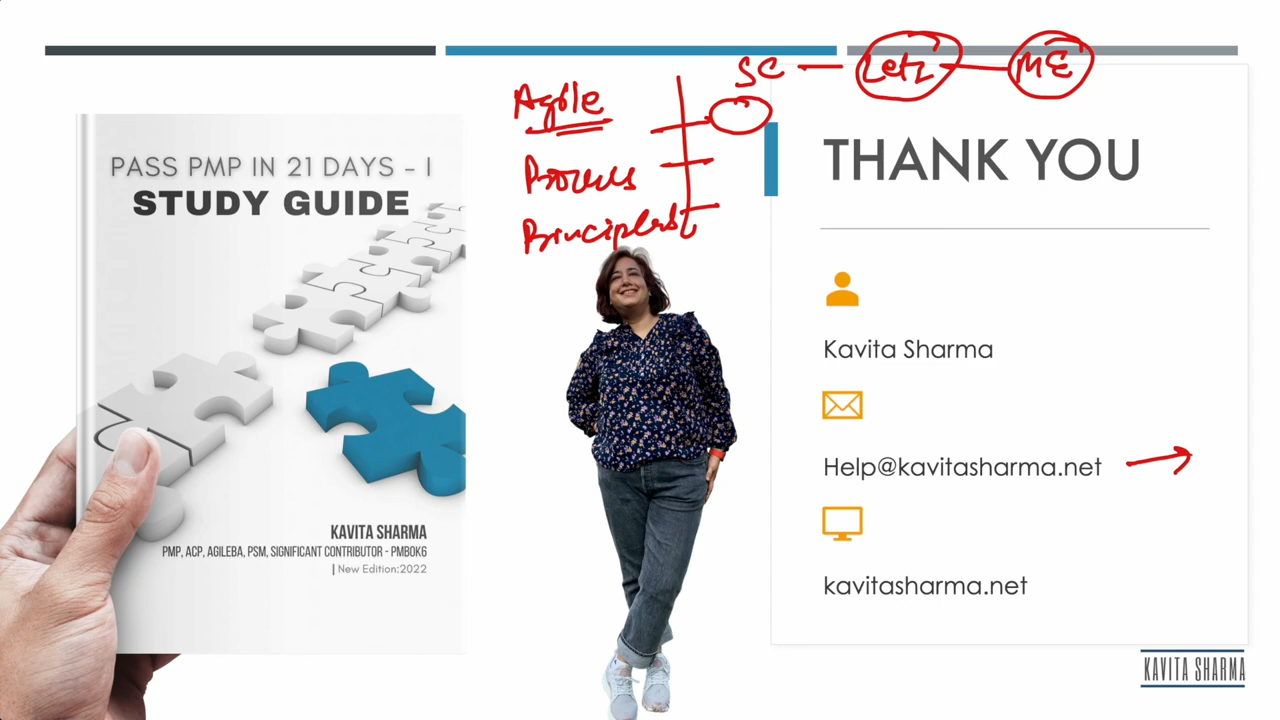 PASS PMP IN 21 DAYS - I
STUDY GUIDE
KAVITA SHARMA
PMP, ACP, AGILEBA, PSM, SIGNIFICANT CONTRIBUTOR - PMBOK6
| New Edition:2022
Agile
Process
Principles
SC
ME
THANK YOU
Kavita Sharma
Help@kavitasharma.net
kavitasharma.net
KAVITA SHARMA